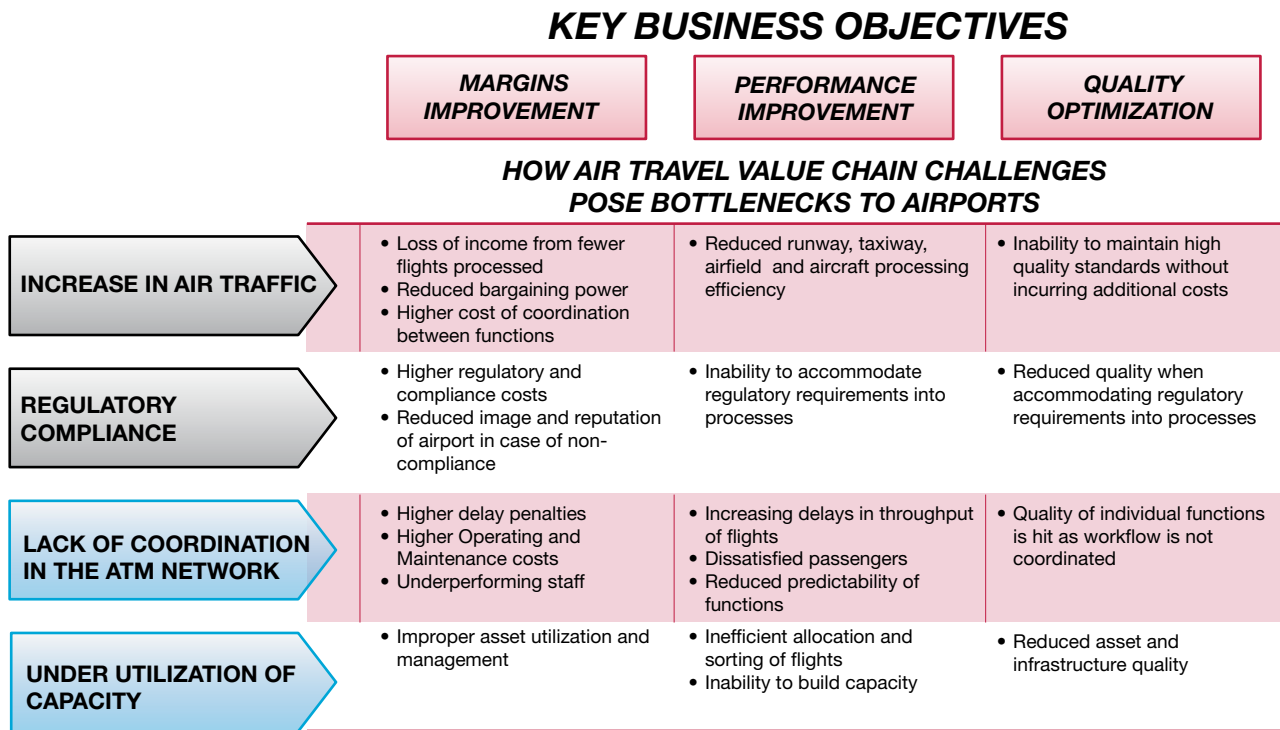 KEY BUSINESS OBJECTIVES
MARGINS
IMPROVEMENT
PERFORMANCE
IMPROVEMENT
QUALITY
OPTIMIZATION
HOW AIR TRAVEL VALUE CHAIN CHALLENGES
POSE BOTTLENECKS TO AIRPORTS
INCREASE IN AIR TRAFFIC
• Loss of income from fewer
flights processed
• Reduced bargaining power
• Higher cost of coordination
between functions
• Reduced runway, taxiway,
airfield and aircraft processing
efficiency
• Inability to maintain high
quality standards without
incurring additional costs
REGULATORY
COMPLIANCE
• Higher regulatory and
compliance costs
• Reduced image and reputation
of airport in case of non-
compliance
• Inability to accommodate
regulatory requirements into
processes
• Reduced quality when
accommodating regulatory
requirements into processes
LACK OF COORDINATION
IN THE ATM NETWORK
• Higher delay penalties
• Higher Operating and
Maintenance costs
• Underperforming staff
• Increasing delays in throughput
of flights
• Dissatisfied passengers
• Reduced predictability of
functions
• Quality of individual functions
is hit as workflow is not
coordinated
UNDER UTILIZATION OF
CAPACITY
• Improper asset utilization and
management
• Inefficient allocation and
sorting of flights
• Inability to build capacity
• Reduced asset and
infrastructure quality